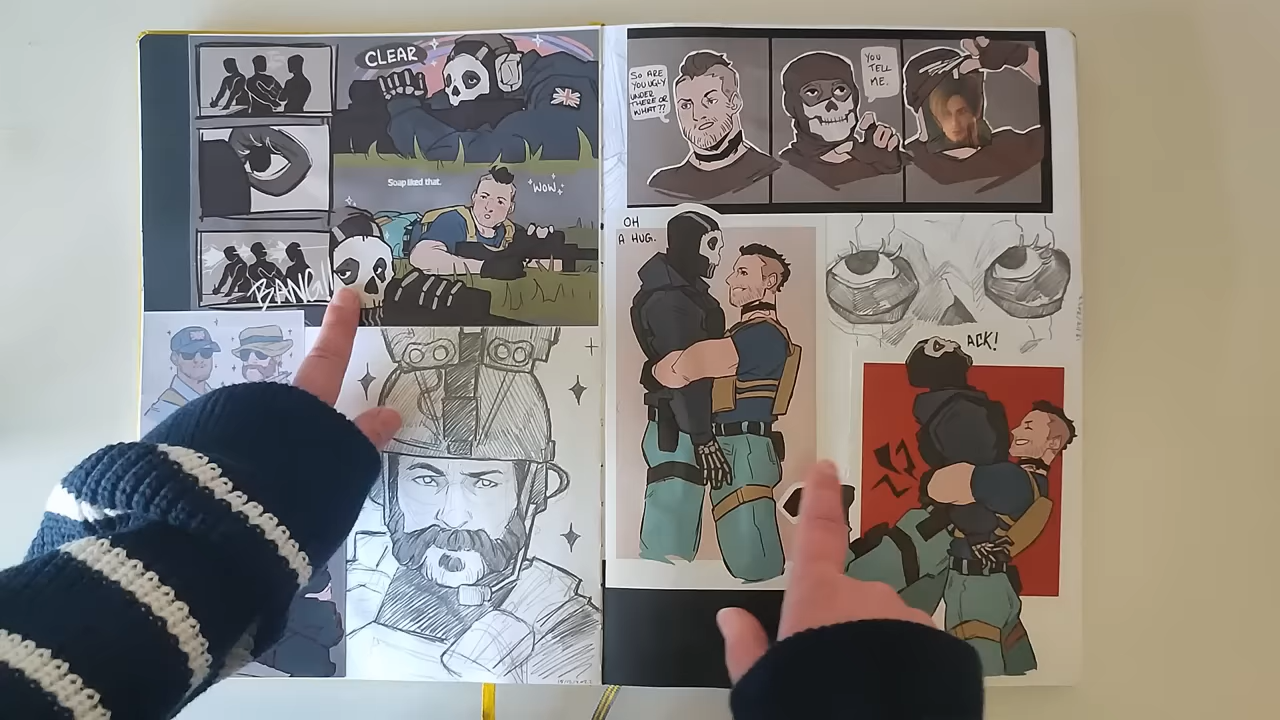 CLEAR
Soap liked that.
WOW
BANG!!
SO ARE
YOU UGLY
UNDER
THERE OR
WHAT??
YOU
TELL
ME.
OH
A HUG.
ACK!